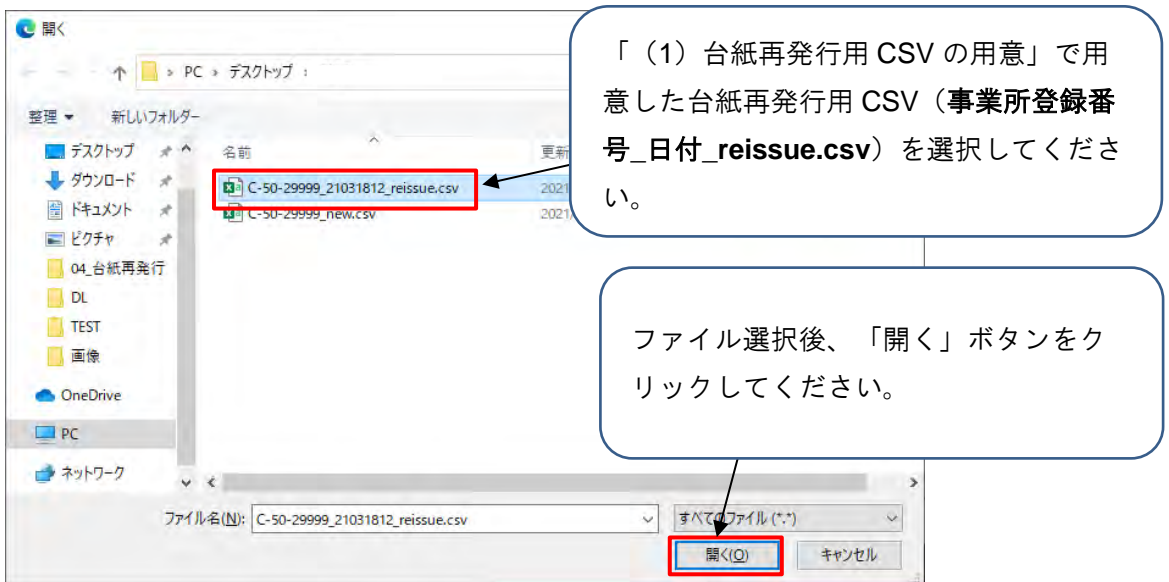 開く
「（1）台紙再発行用 CSV の用意」で用
意した台紙再発行用 CSV（事業所登録番
号_日付_reissue.csv）を選択してくださ
い。
PC › デスクトップ ›
整理 ▼ 新しいフォルダー
デスクトップ
ダウンロード
ドキュメント
ピクチャ
04_台紙再発行
DL
TEST
画像
OneDrive
PC
ネットワーク
名前 更新
C-50-29999_21031812_reissue.csv 2021
C-50-29999_new.csv 2021/
ファイル選択後、「開く」ボタンをク
リックしてください。
ファイル名(N): C-50-29999_21031812_reissue.csv すべてのファイル (*.*)
開く(O) キャンセル